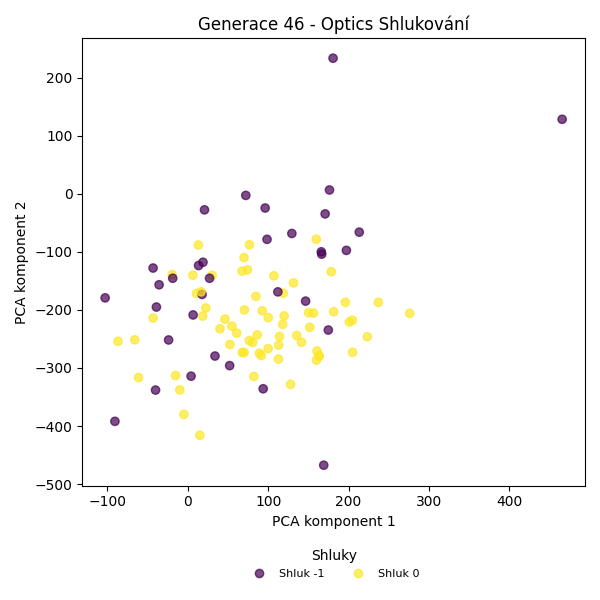 Generace 46 - Optics Shlukování
200
100
0
−100
−200
−300
−400
−500
PCA komponent 2
−100
0
100
200
300
400
PCA komponent 1
Shluky
Shluk -1
Shluk 0